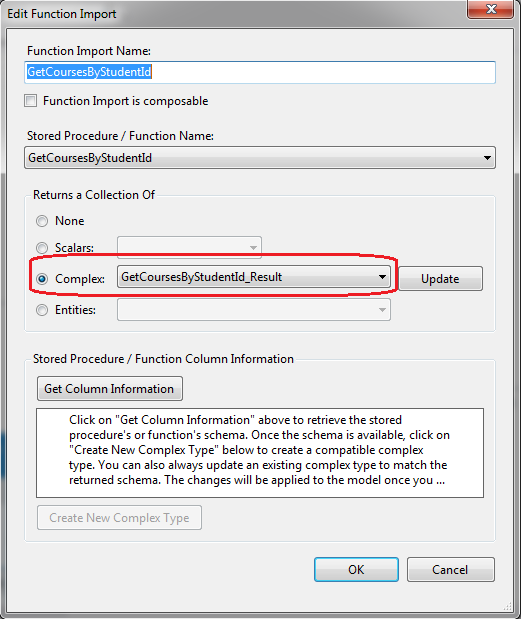 Edit Function Import
Function Import Name:
GetCoursesByStudentId
Function Import is composable
Stored Procedure / Function Name:
GetCoursesByStudentId
Returns a Collection Of
None
Scalars:
Complex: GetCoursesByStudentId_Result Update
Entities:
Stored Procedure / Function Column Information
Get Column Information
Click on "Get Column Information" above to retrieve the stored
procedure's or function's schema. Once the schema is available, click on
"Create New Complex Type" below to create a compatible complex
type. You can also always update an existing complex type to match the
returned schema. The changes will be applied to the model once you ...
Create New Complex Type
OK Cancel